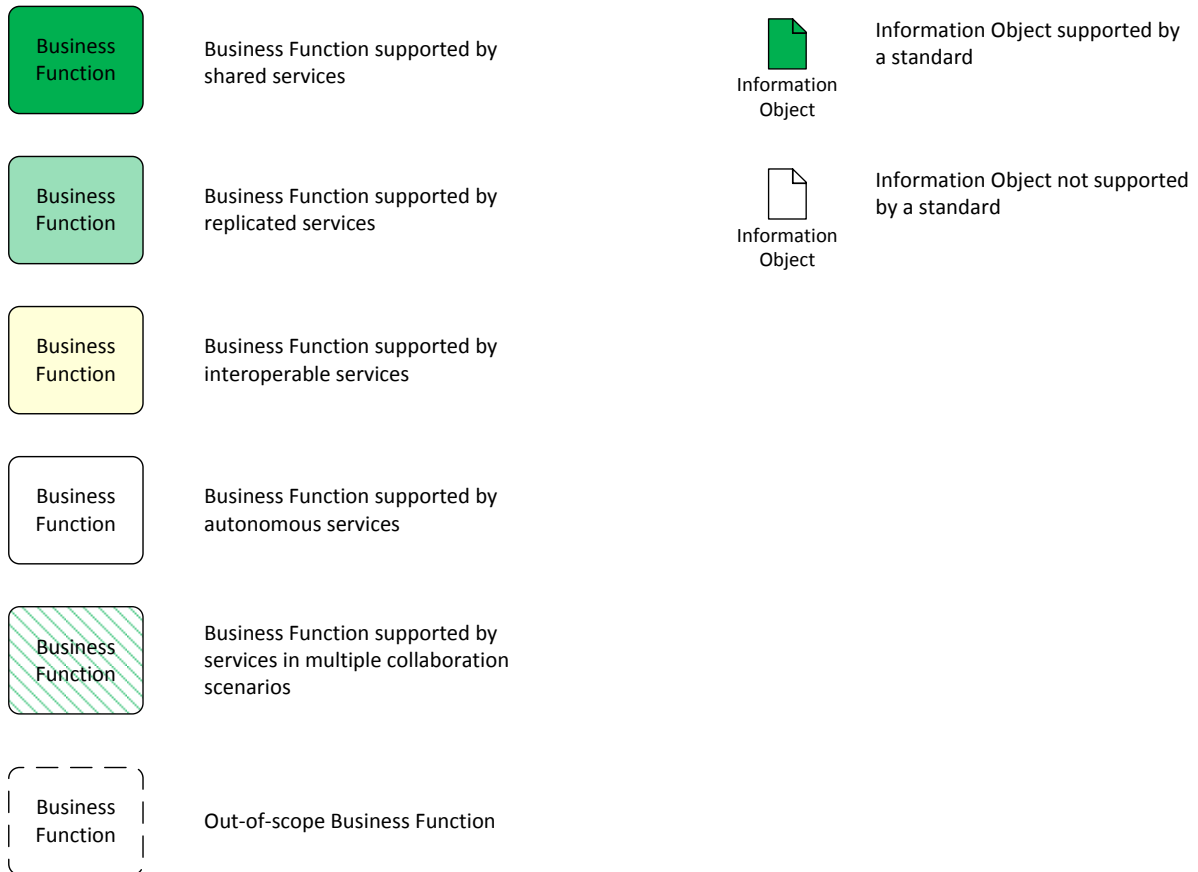 Business
Function
Business Function supported by
shared services
Information
Object
Information Object supported by
a standard
Business
Function
Business Function supported by
replicated services
Information
Object
Information Object not supported
by a standard
Business
Function
Business Function supported by
interoperable services
Business
Function
Business Function supported by
autonomous services
Business
Function
Business Function supported by
services in multiple collaboration
scenarios
Business
Function
Out-of-scope Business Function